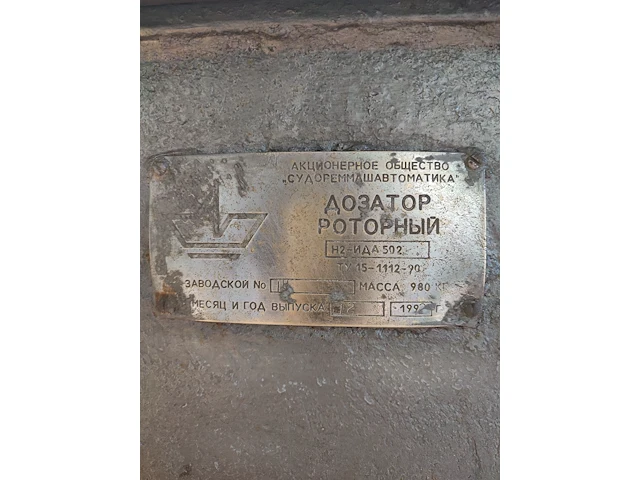 АКЦИОНЕРНОЕ ОБЩЕСТВО
„СУДОРЕММАШАВТОМАТИКА"
ДОЗАТОР
РОТОРНЫЙ
Н2-ИДА 502
ТУ 15-1112-90
ЗАВОДСКОЙ No МАССА 980 КГ
МЕСЯЦ И ГОД ВЫПУСКА Г